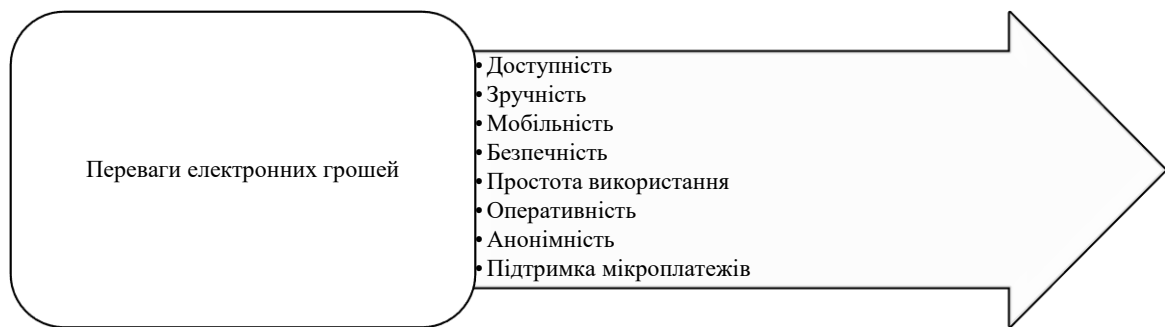 Переваги електронних грошей
• Доступність
• Зручність
• Мобільність
• Безпечність
• Простота використання
• Оперативність
• Анонімність
• Підтримка мікроплатежів